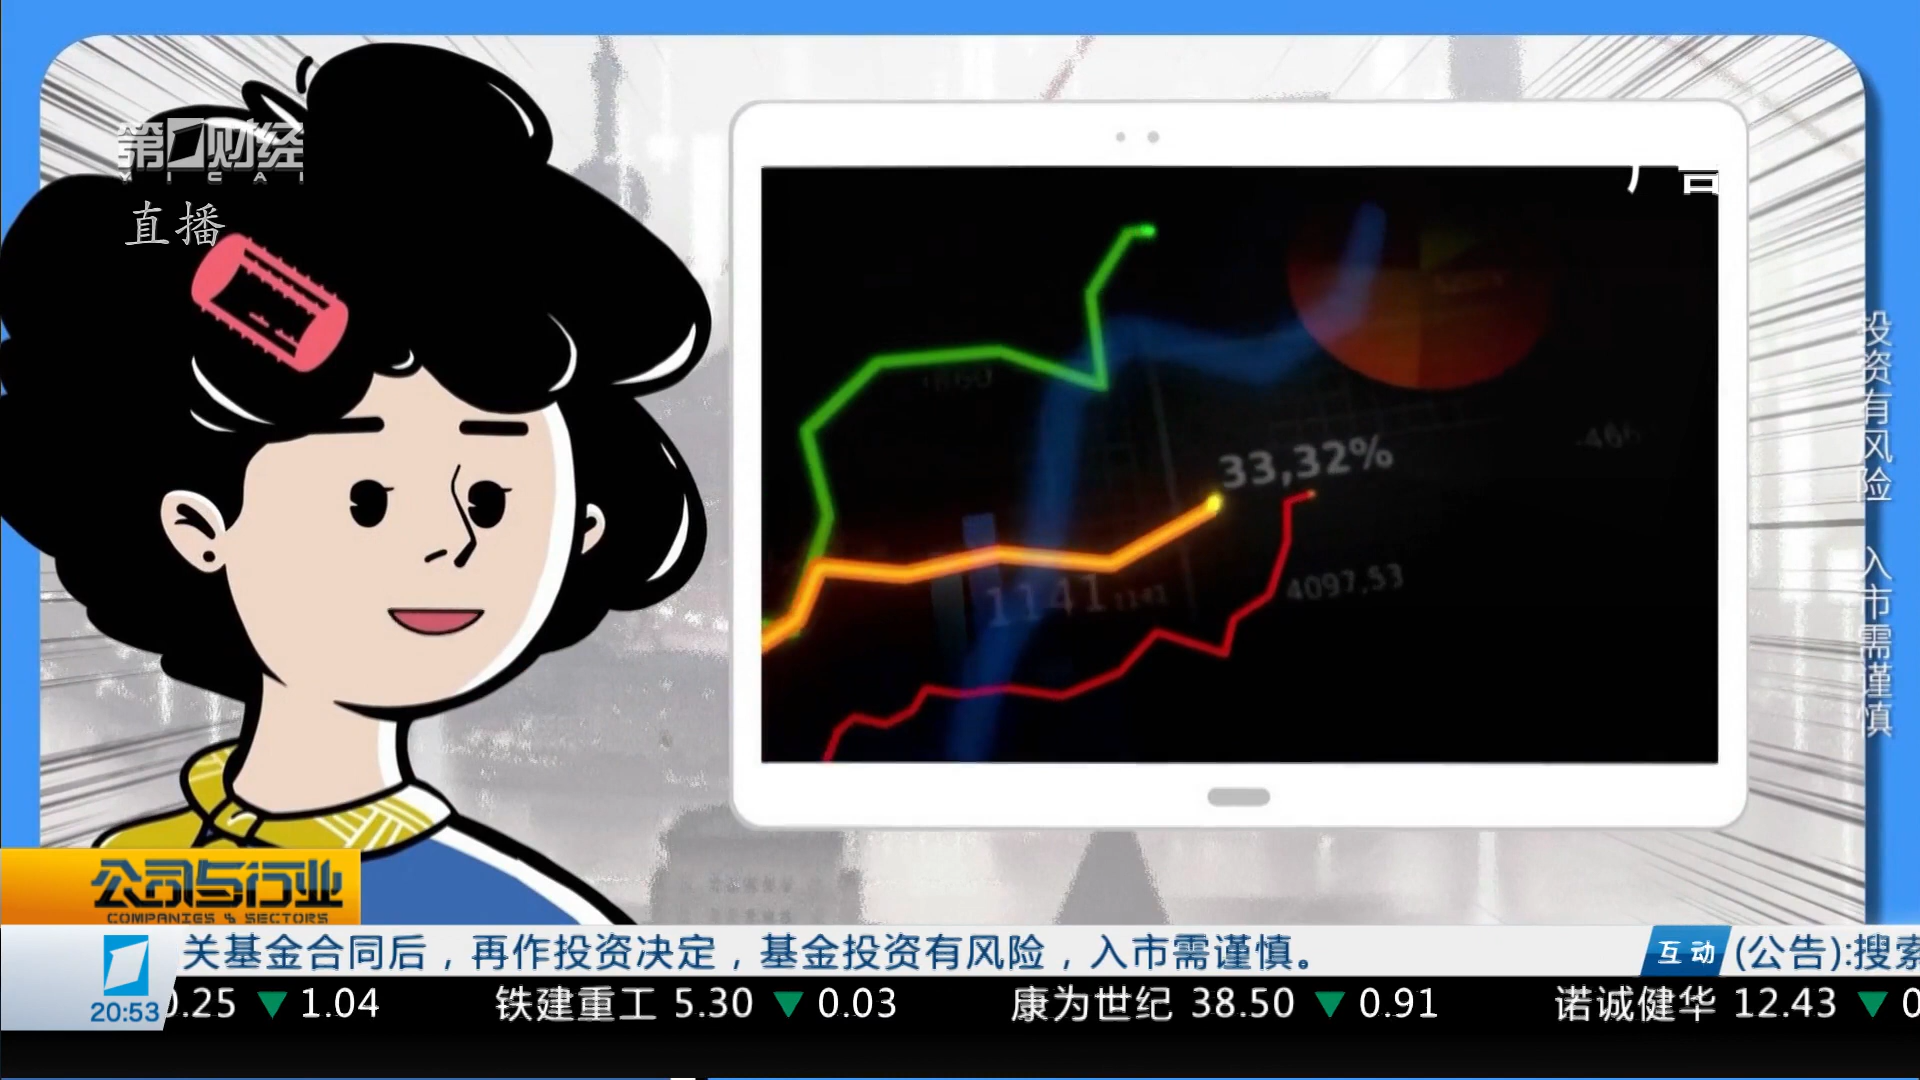 第一财经
YICAI
直播
33,32%
1141
4097,53
投资有风险 入市需谨慎
公司与行业
COMPANIES & SECTORS
关基金合同后，再作投资决定，基金投资有风险，入市需谨慎。
互动 (公告):搜索
20:53
0.25 ▼ 1.04 铁建重工 5.30 ▼ 0.03 康为世纪 38.50 ▼ 0.91 诺诚健华 12.43 ▼ 0